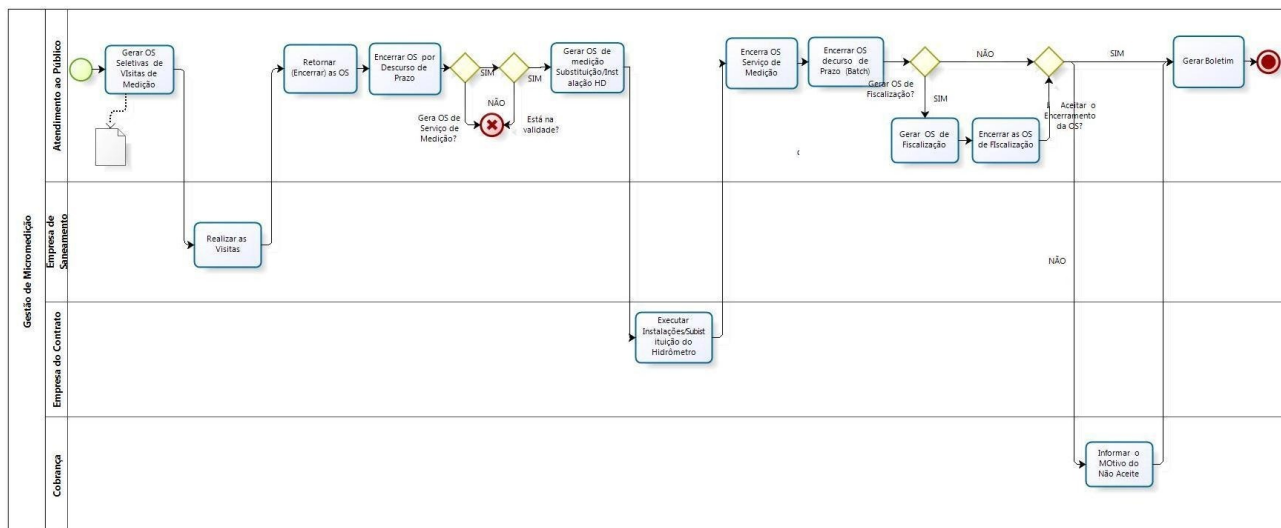 Gestão de Micromedição
Atendimento ao Público
Gerar OS
Seletivas de
VIsitas de
Medição
Retornar
(Encerrar) as OS
Encerrar OS por
Descurso de
Prazo
SIM
SIM
NÃO
Gera OS de
Serviço de
Medição?
Está na
validade?
Gerar OS de
medição
Substituição/Inst
alação HD
Encerra OS
Serviço de
Medição
Encerrar OS
decurso de
Prazo (Batch)
Gerar OS de
Fiscalização?
NÃO
SIM
Gerar OS de
Fiscalização
Encerrar as OS
de FIscalização
Aceitar o
Encerramento
da OS?
SIM
Gerar Boletim
Empresa de
Saneamento
Realizar as
Visitas
NÃO
Empresa do Contrato
Executar
Instalações/Subist
ituição do
Hidrômetro
Cobrança
Informar o
MOtivo do
Não Aceite